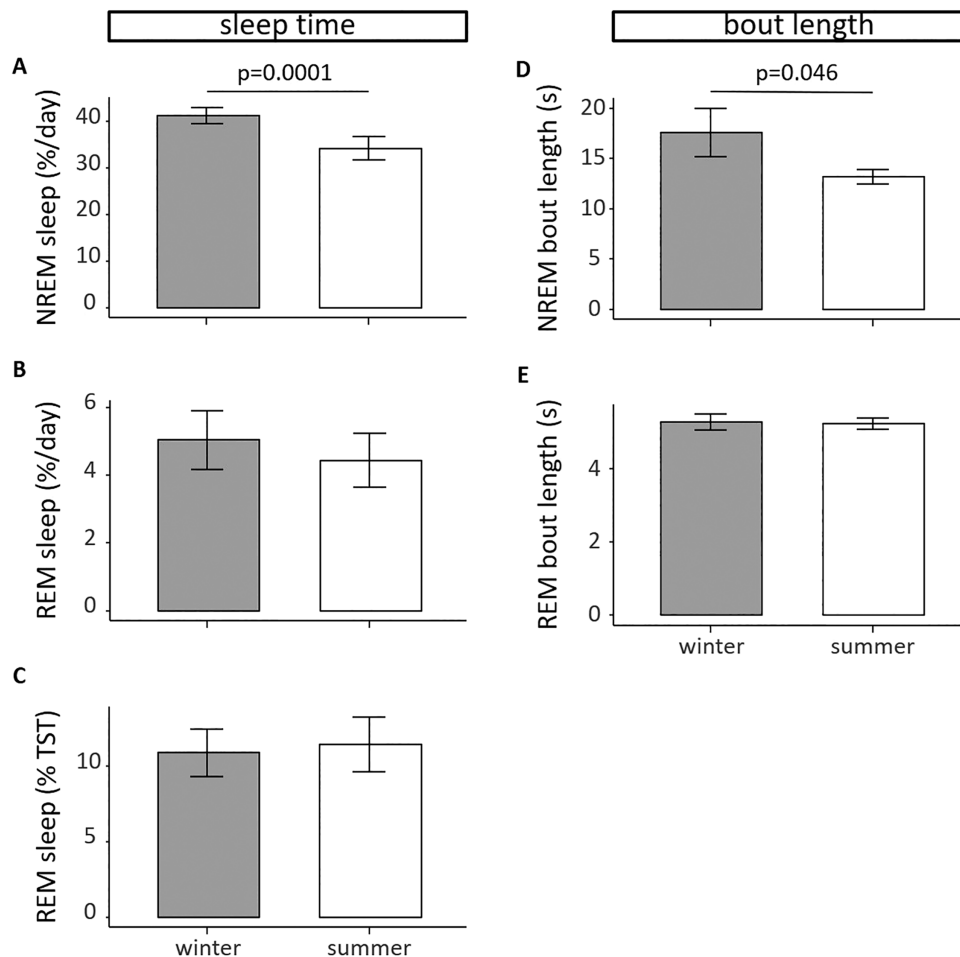 sleep time
bout length
A
p=0.0001
NREM sleep (%/day)
40
30
20
10
0
D
p=0.046
NREM bout length (s)
20
15
10
5
0
B
REM sleep (%/day)
6
4
2
0
E
REM bout length (s)
4
2
0
winter
summer
C
REM sleep (% TST)
10
5
0
winter
summer